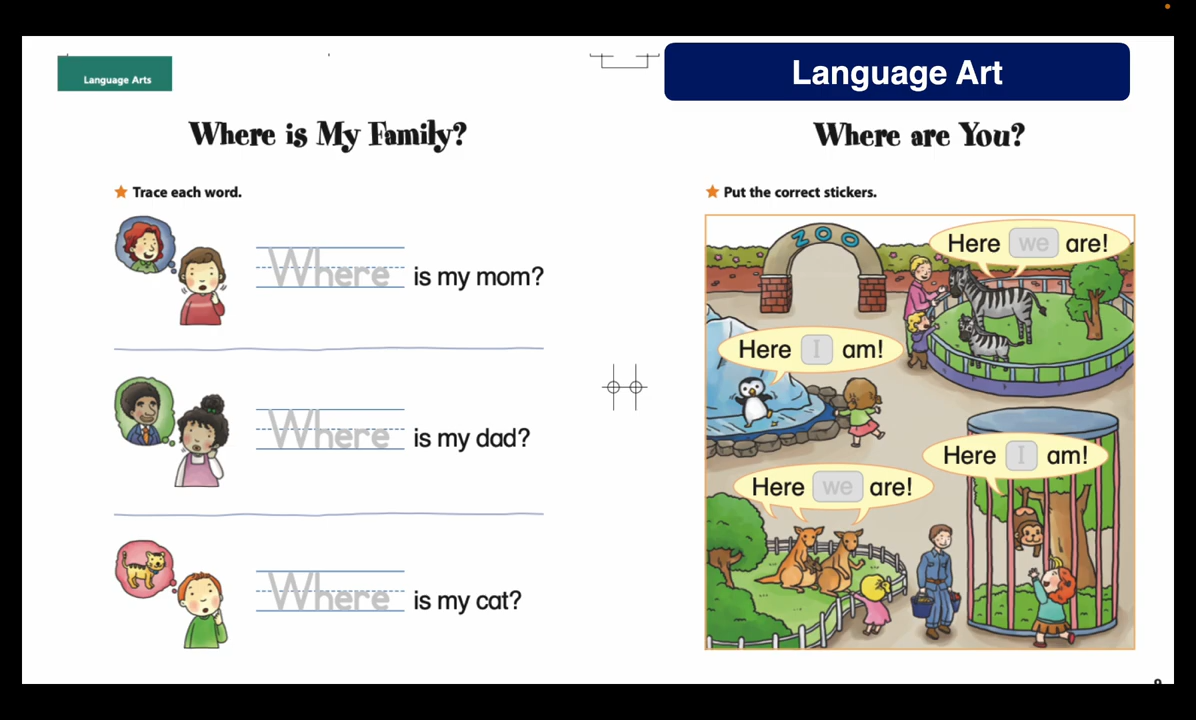 Language Arts
Language Art
Where is My Family?
Trace each word.
Where is my mom?
Where is my dad?
Where is my cat?
Where are You?
Put the correct stickers.
ZOO
Here we are!
Here I am!
Here I am!
Here we are!